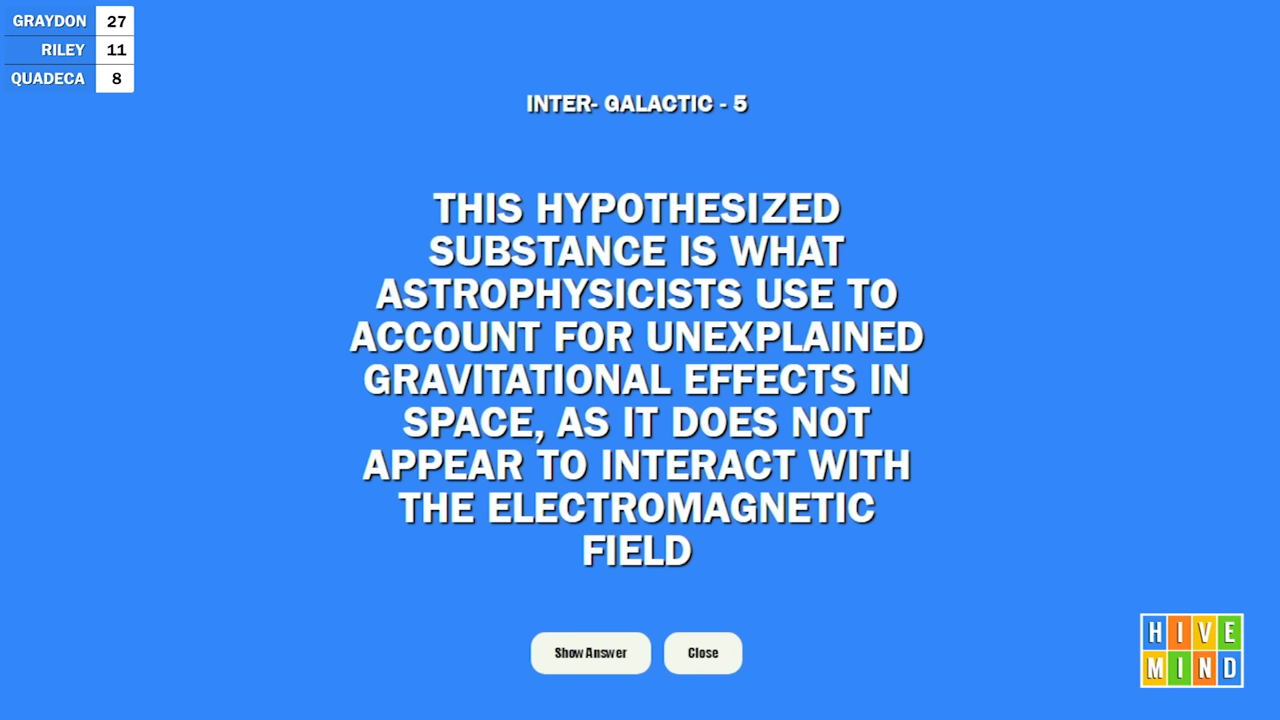 GRAYDON 27
RILEY 11
QUADECA 8
INTER- GALACTIC - 5
THIS HYPOTHESIZED
SUBSTANCE IS WHAT
ASTROPHYSICISTS USE TO
ACCOUNT FOR UNEXPLAINED
GRAVITATIONAL EFFECTS IN
SPACE, AS IT DOES NOT
APPEAR TO INTERACT WITH
THE ELECTROMAGNETIC
FIELD
Show Answer Close
HIVE
MIND